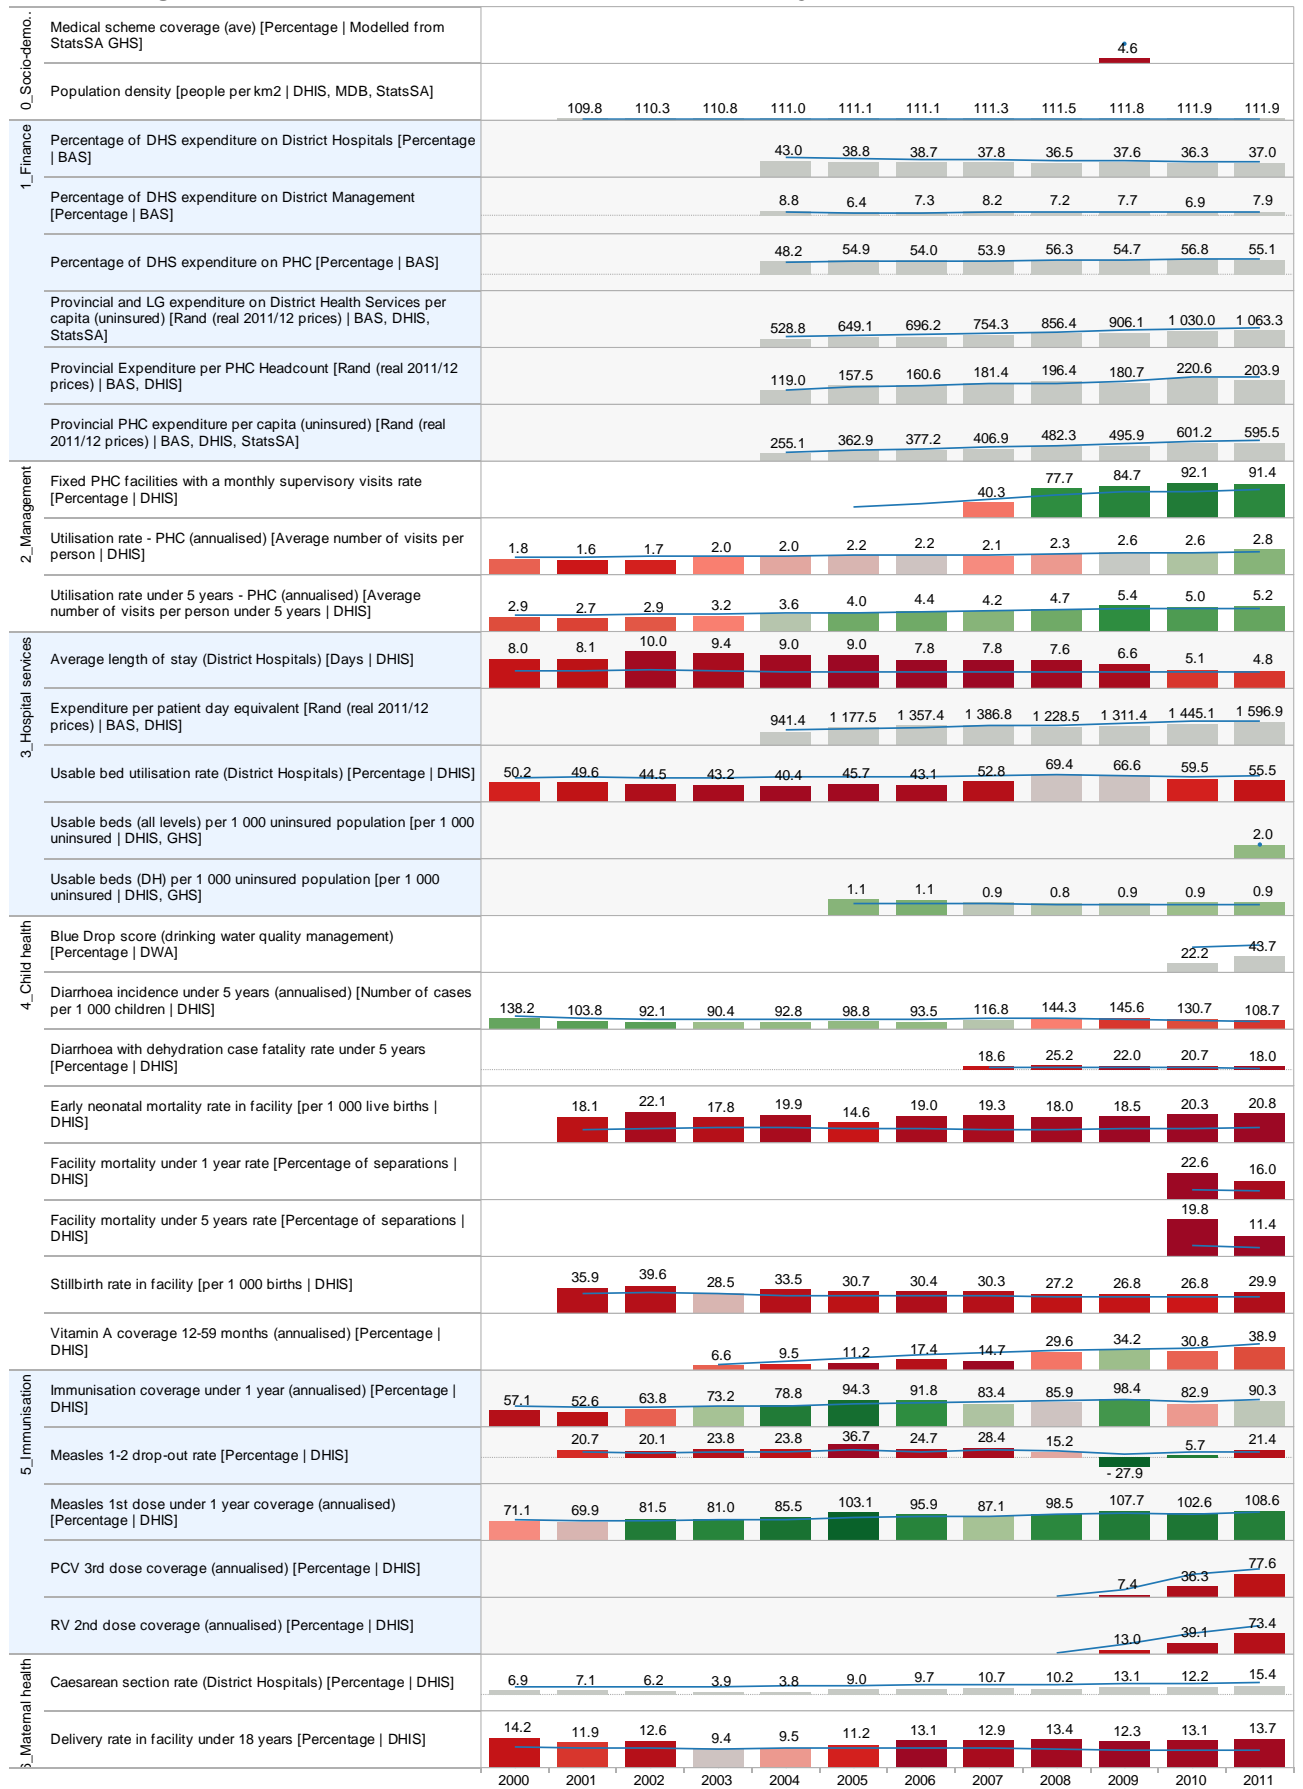 0_Socio-demo..
Medical scheme coverage (ave) [Percentage | Modelled from
StatsSA GHS]
4.6
Population density [people per km2 | DHIS, MDB, StatsSA]
109.8 110.3 110.8 111.0 111.1 111.1 111.3 111.5 111.8 111.9 111.9
1_Finance
Percentage of DHS expenditure on District Hospitals [Percentage
| BAS]
43.0 38.8 38.7 37.8 36.5 37.6 36.3 37.0
Percentage of DHS expenditure on District Management
[Percentage | BAS]
8.8 6.4 7.3 8.2 7.2 7.7 6.9 7.9
Percentage of DHS expenditure on PHC [Percentage | BAS]
48.2 54.9 54.0 53.9 56.3 54.7 56.8 55.1
Provincial and LG expenditure on District Health Services per
capita (uninsured) [Rand (real 2011/12 prices) | BAS, DHIS,
StatsSA]
528.8 649.1 696.2 754.3 856.4 906.1 1 030.0 1 063.3
Provincial Expenditure per PHC Headcount [Rand (real 2011/12
prices) | BAS, DHIS]
119.0 157.5 160.6 181.4 196.4 180.7 220.6 203.9
Provincial PHC expenditure per capita (uninsured) [Rand (real
2011/12 prices) | BAS, DHIS, StatsSA]
255.1 362.9 377.2 406.9 482.3 495.9 601.2 595.5
2_Management
Fixed PHC facilities with a monthly supervisory visits rate
[Percentage | DHIS]
40.3 77.7 84.7 92.1 91.4
Utilisation rate - PHC (annualised) [Average number of visits per
person | DHIS]
1.8 1.6 1.7 2.0 2.0 2.2 2.2 2.1 2.3 2.6 2.6 2.8
Utilisation rate under 5 years - PHC (annualised) [Average
number of visits per person under 5 years | DHIS]
2.9 2.7 2.9 3.2 3.6 4.0 4.4 4.2 4.7 5.4 5.0 5.2
3_Hospital services
Average length of stay (District Hospitals) [Days | DHIS]
8.0 8.1 10.0 9.4 9.0 9.0 7.8 7.8 7.6 6.6 5.1 4.8
Expenditure per patient day equivalent [Rand (real 2011/12
prices) | BAS, DHIS]
941.4 1 177.5 1 357.4 1 386.8 1 228.5 1 311.4 1 445.1 1 596.9
Usable bed utilisation rate (District Hospitals) [Percentage | DHIS]
50.2 49.6 44.5 43.2 40.4 45.7 43.1 52.8 69.4 66.6 59.5 55.5
Usable beds (all levels) per 1 000 uninsured population [per 1 000
uninsured | DHIS, GHS]
2.0
Usable beds (DH) per 1 000 uninsured population [per 1 000
uninsured | DHIS, GHS]
1.1 1.1 0.9 0.8 0.9 0.9 0.9
4_Child health
Blue Drop score (drinking water quality management)
[Percentage | DWA]
22.2 43.7
Diarrhoea incidence under 5 years (annualised) [Number of cases
per 1 000 children | DHIS]
138.2 103.8 92.1 90.4 92.8 98.8 93.5 116.8 144.3 145.6 130.7 108.7
Diarrhoea with dehydration case fatality rate under 5 years
[Percentage | DHIS]
18.6 25.2 22.0 20.7 18.0
Early neonatal mortality rate in facility [per 1 000 live births |
DHIS]
18.1 22.1 17.8 19.9 14.6 19.0 19.3 18.0 18.5 20.3 20.8
Facility mortality under 1 year rate [Percentage of separations |
DHIS]
22.6 16.0
Facility mortality under 5 years rate [Percentage of separations |
DHIS]
19.8 11.4
Stillbirth rate in facility [per 1 000 births | DHIS]
35.9 39.6 28.5 33.5 30.7 30.4 30.3 27.2 26.8 26.8 29.9
Vitamin A coverage 12-59 months (annualised) [Percentage |
DHIS]
6.6 9.5 11.2 17.4 14.7 29.6 34.2 30.8 38.9
5_Immunisation
Immunisation coverage under 1 year (annualised) [Percentage |
DHIS]
57.1 52.6 63.8 73.2 78.8 94.3 91.8 83.4 85.9 98.4 82.9 90.3
Measles 1-2 drop-out rate [Percentage | DHIS]
20.7 20.1 23.8 23.8 36.7 24.7 28.4 15.2 - 27.9 5.7 21.4
Measles 1st dose under 1 year coverage (annualised)
[Percentage | DHIS]
71.1 69.9 81.5 81.0 85.5 103.1 95.9 87.1 98.5 107.7 102.6 108.6
PCV 3rd dose coverage (annualised) [Percentage | DHIS]
7.4 36.3 77.6
RV 2nd dose coverage (annualised) [Percentage | DHIS]
13.0 39.1 73.4
6_Maternal health
Caesarean section rate (District Hospitals) [Percentage | DHIS]
6.9 7.1 6.2 3.9 3.8 9.0 9.7 10.7 10.2 13.1 12.2 15.4
Delivery rate in facility under 18 years [Percentage | DHIS]
14.2 11.9 12.6 9.4 9.5 11.2 13.1 12.9 13.4 12.3 13.1 13.7
2000 2001 2002 2003 2004 2005 2006 2007 2008 2009 2010 2011